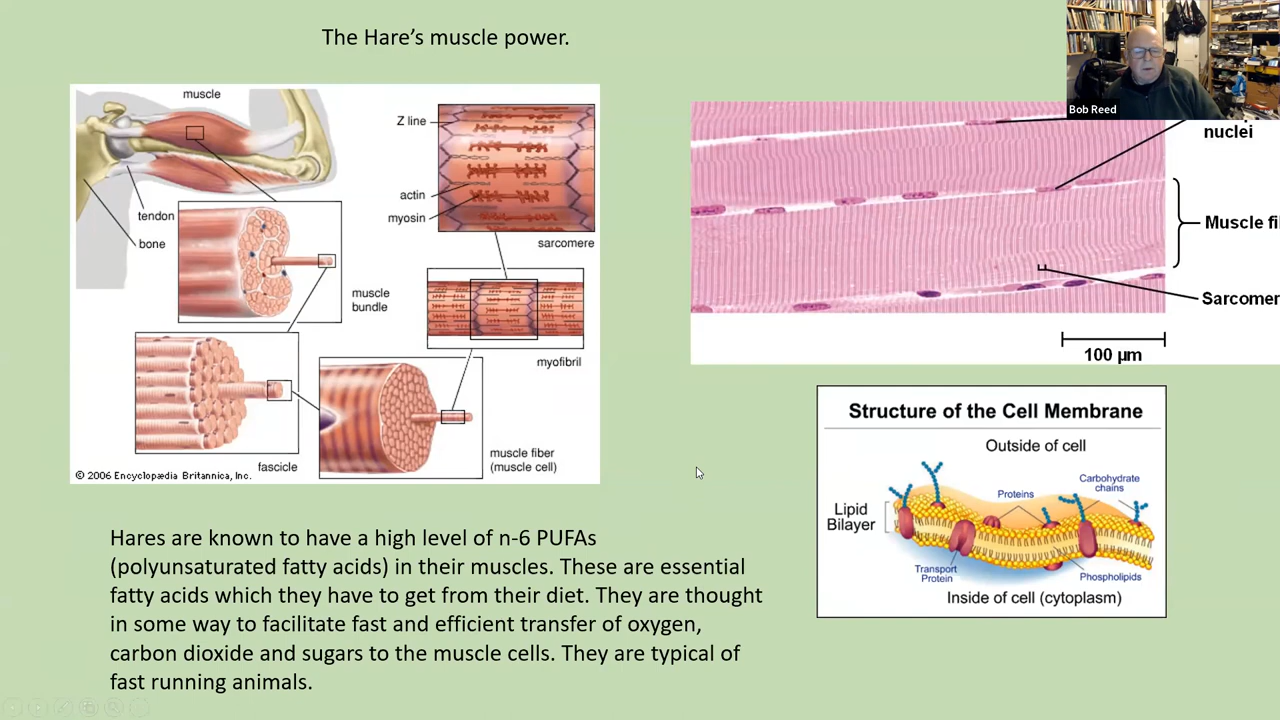 The Hare's muscle power.
Bob Reed
muscle
Z line
actin
myosin
sarcomere
tendon
bone
muscle
bundle
myofibril
fascicle
muscle fiber
(muscle cell)
© 2006 Encyclopædia Britannica, Inc.
nuclei
Muscle fi
Sarcomer
100 µm
Structure of the Cell Membrane
Outside of cell
Carbohydrate
chains
Proteins
Lipid
Bilayer
Transport
Protein
Phospholipids
Inside of cell (cytoplasm)
Hares are known to have a high level of n-6 PUFAs
(polyunsaturated fatty acids) in their muscles. These are essential
fatty acids which they have to get from their diet. They are thought
in some way to facilitate fast and efficient transfer of oxygen,
carbon dioxide and sugars to the muscle cells. They are typical of
fast running animals.